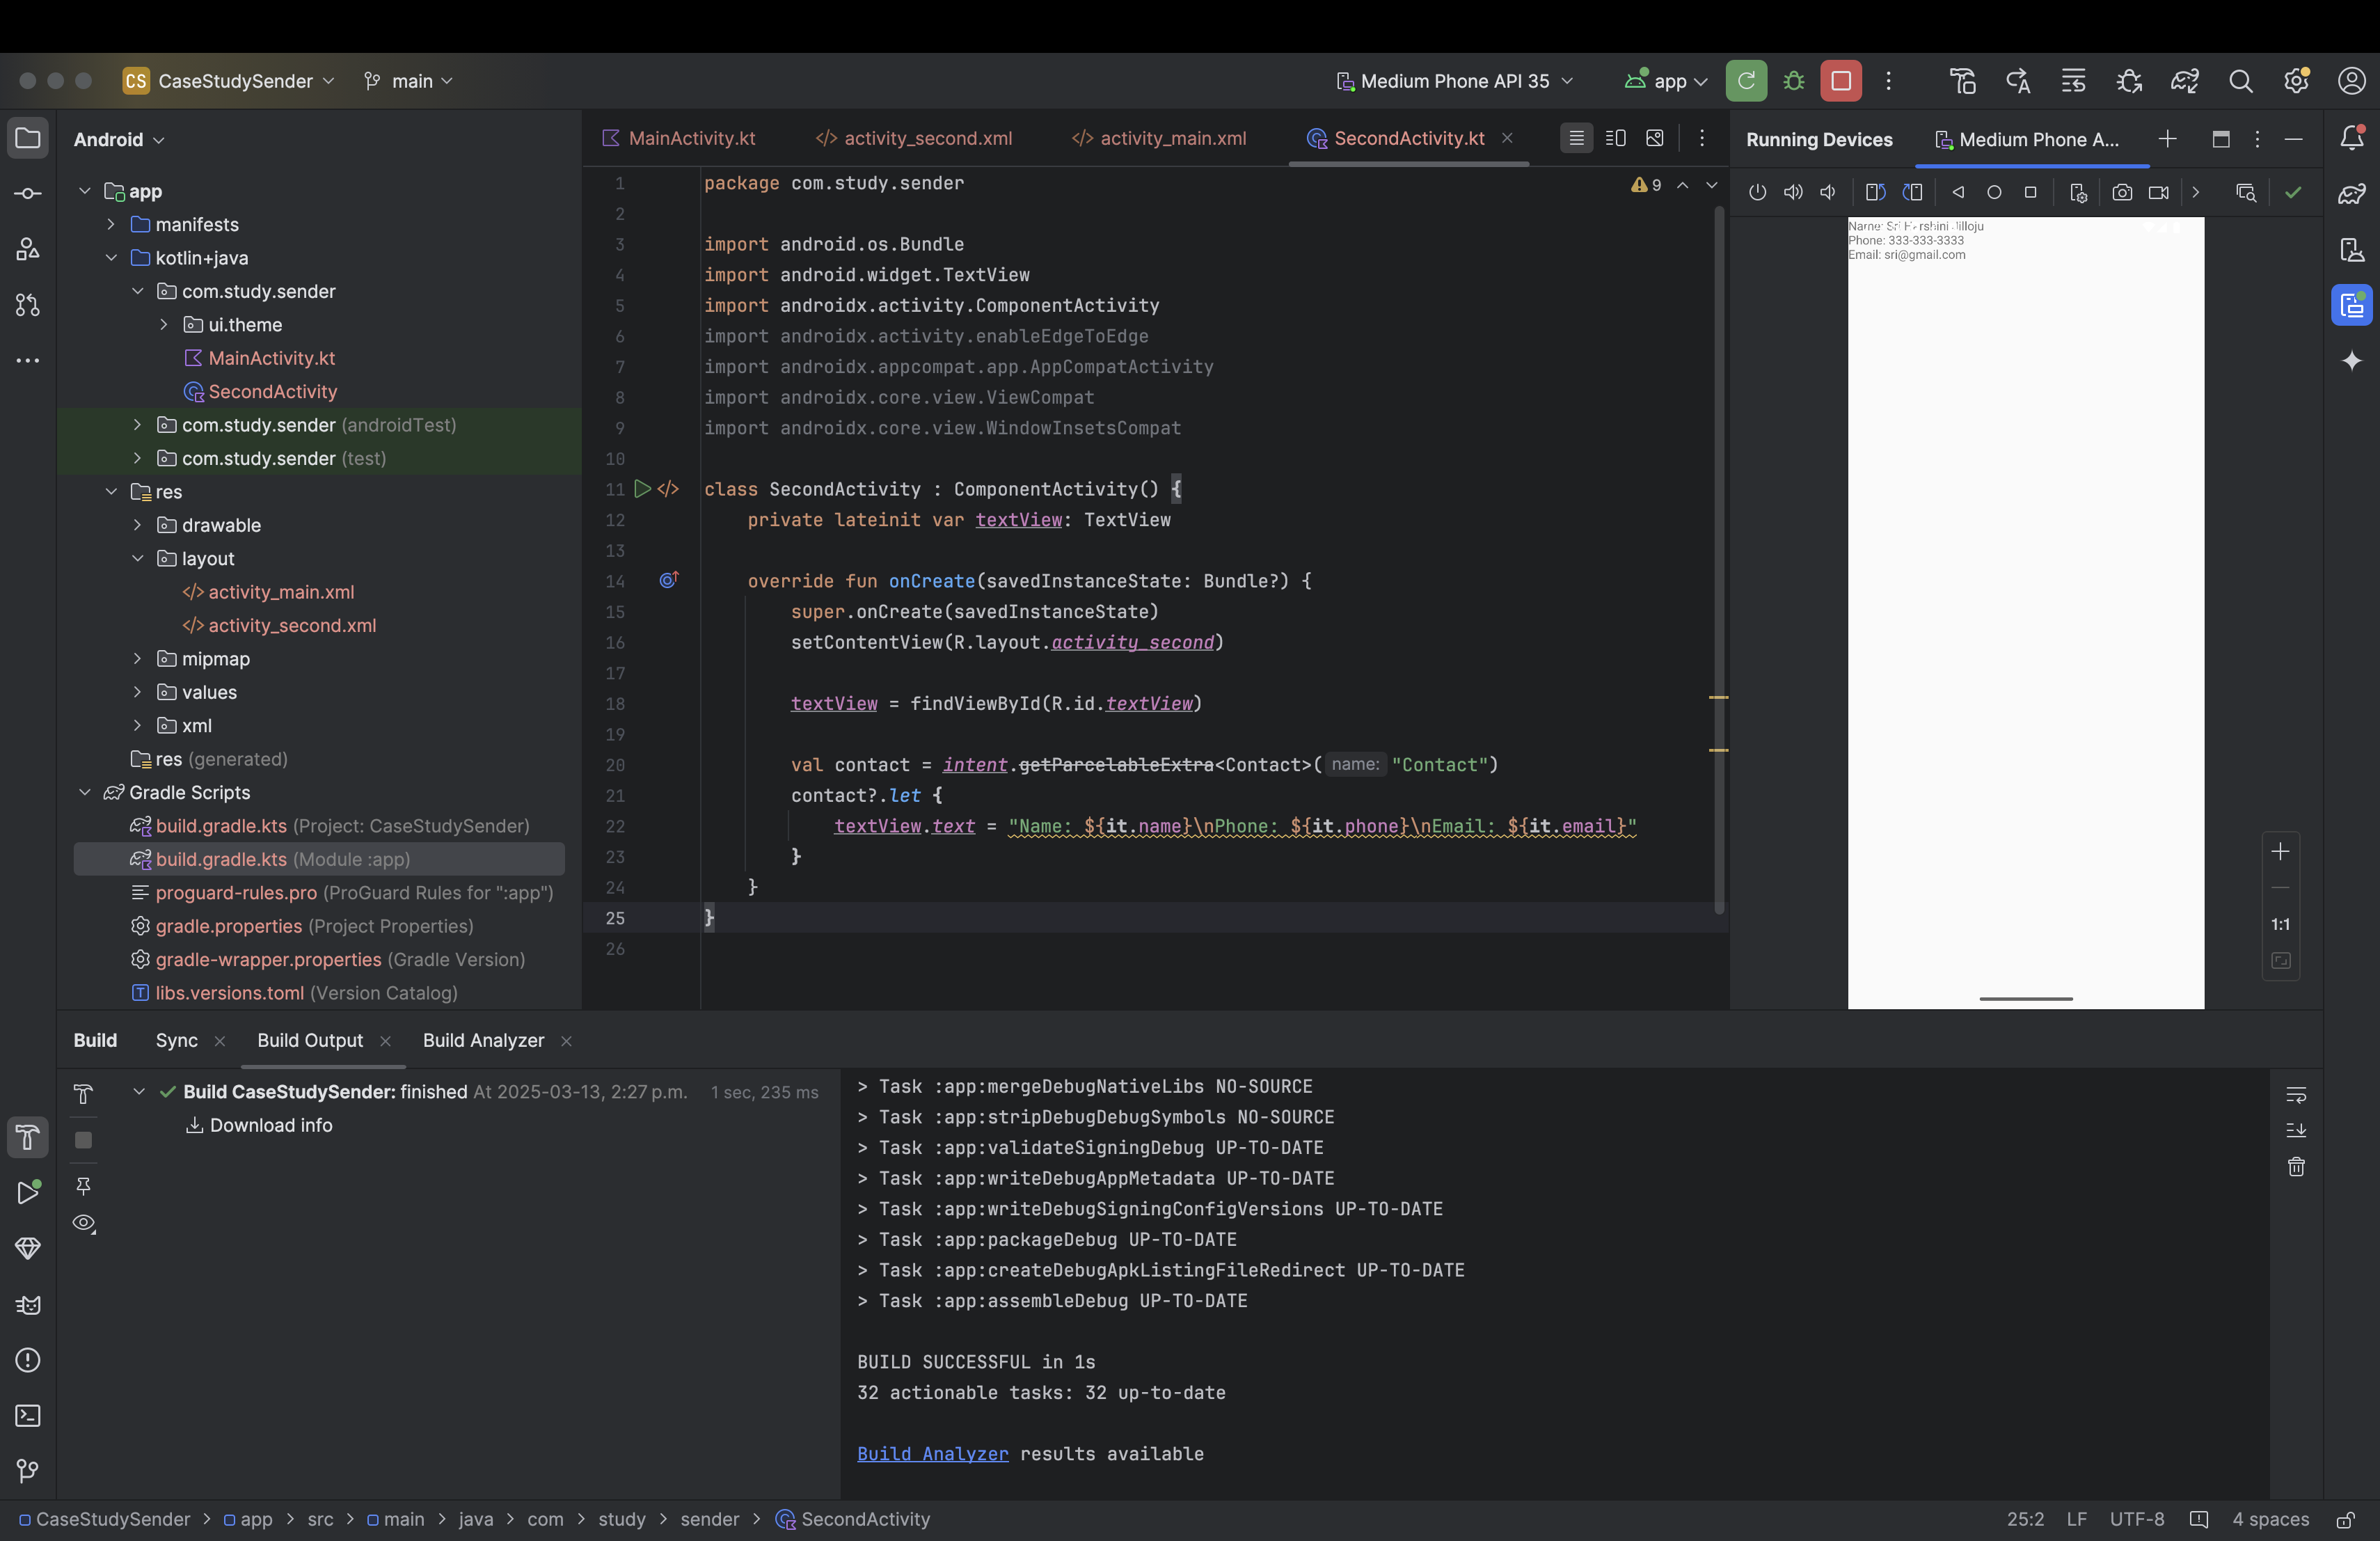 CS CaseStudySender main Medium Phone API 35 app
Android
app
manifests
kotlin+java
com.study.sender
ui.theme
MainActivity.kt
SecondActivity
com.study.sender (androidTest)
com.study.sender (test)
res
drawable
layout
activity_main.xml
activity_second.xml
mipmap
values
xml
res (generated)
Gradle Scripts
build.gradle.kts (Project: CaseStudySender)
build.gradle.kts (Module :app)
proguard-rules.pro (ProGuard Rules for ":app")
gradle.properties (Project Properties)
gradle-wrapper.properties (Gradle Version)
libs.versions.toml (Version Catalog)
MainActivity.kt activity_second.xml activity_main.xml SecondActivity.kt
9
1 package com.study.sender
2
3 import android.os.Bundle
4 import android.widget.TextView
5 import androidx.activity.ComponentActivity
6 import androidx.activity.enableEdgeToEdge
7 import androidx.appcompat.app.AppCompatActivity
8 import androidx.core.view.ViewCompat
9 import androidx.core.view.WindowInsetsCompat
10
11 class SecondActivity : ComponentActivity() {
12 private lateinit var textView: TextView
13
14 override fun onCreate(savedInstanceState: Bundle?) {
15 super.onCreate(savedInstanceState)
16 setContentView(R.layout.activity_second)
17
18 textView = findViewById(R.id.textView)
19
20 val contact = intent.getParcelableExtra<Contact>( name: "Contact")
21 contact?.let {
22 textView.text = "Name: ${it.name}\nPhone: ${it.phone}\nEmail: ${it.email}"
23 }
24 }
25 }
26
Running Devices Medium Phone A...
Name: Sri
Phone: 333-333-3333
Email: sri@gmail.com
1:1
Build Sync Build Output Build Analyzer
Build CaseStudySender: finished At 2025-03-13, 2:27 p.m. 1 sec, 235 ms
Download info
> Task :app:mergeDebugNativeLibs NO-SOURCE
> Task :app:stripDebugDebugSymbols NO-SOURCE
> Task :app:validateSigningDebug UP-TO-DATE
> Task :app:writeDebugAppMetadata UP-TO-DATE
> Task :app:writeDebugSigningConfigVersions UP-TO-DATE
> Task :app:packageDebug UP-TO-DATE
> Task :app:createDebugApkListingFileRedirect UP-TO-DATE
> Task :app:assembleDebug UP-TO-DATE
BUILD SUCCESSFUL in 1s
32 actionable tasks: 32 up-to-date
Build Analyzer results available
CaseStudySender > app > src > main > java > com > study > sender > SecondActivity
25:2 LF UTF-8 4 spaces